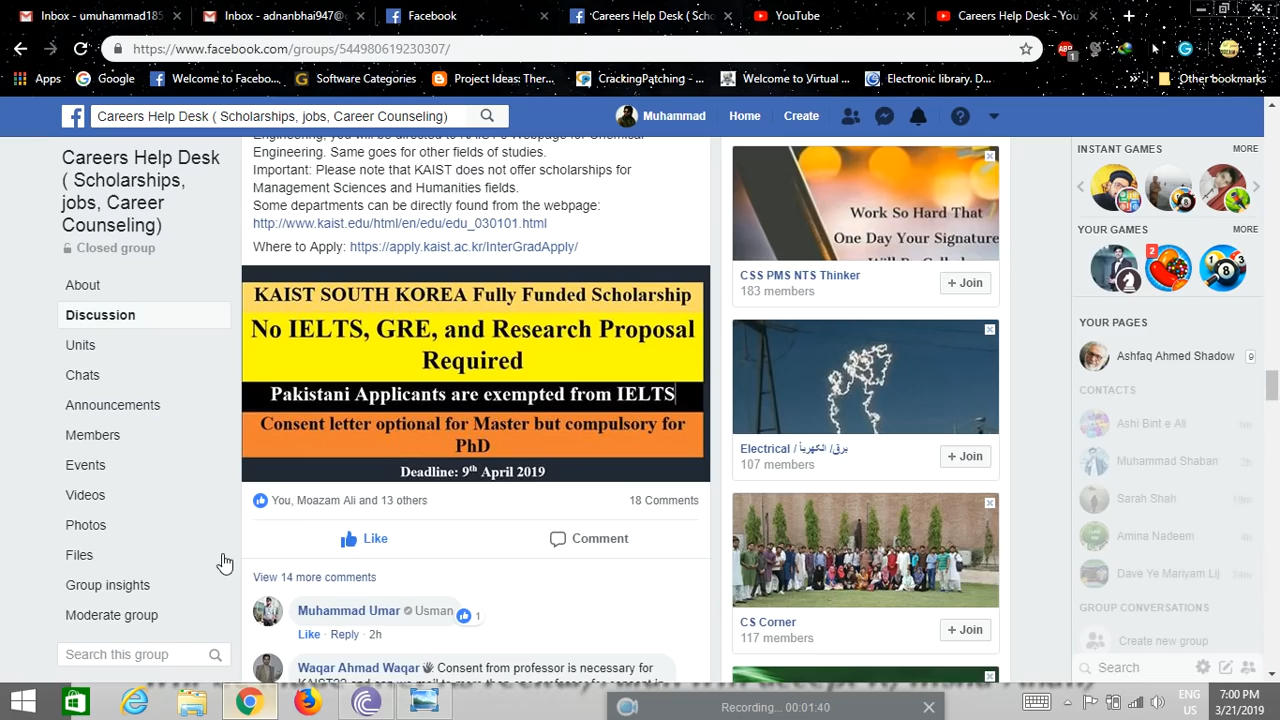 Inbox - umuhammad185
Inbox - adnanbhai947@g
Facebook
Careers Help Desk ( Scho
YouTube
Careers Help Desk - You
https://www.facebook.com/groups/544980619230307/
Apps
Google
Welcome to Facebo...
Software Categories
Project Ideas: Ther...
CrackingPatching - ...
Welcome to Virtual ...
Electronic library. D...
Other bookmarks
Careers Help Desk ( Scholarships, jobs, Career Counseling)
Muhammad
Home
Create
Careers Help Desk
( Scholarships,
jobs, Career
Counseling)
Closed group
About
Discussion
Units
Chats
Announcements
Members
Events
Videos
Photos
Files
Group insights
Moderate group
Search this group
Engineering. Same goes for other fields of studies.
Important: Please note that KAIST does not offer scholarships for
Management Sciences and Humanities fields.
Some departments can be directly found from the webpage:
http://www.kaist.edu/html/en/edu/edu_030101.html
Where to Apply: https://apply.kaist.ac.kr/InterGradApply/
KAIST SOUTH KOREA Fully Funded Scholarship
No IELTS, GRE, and Research Proposal
Required
Pakistani Applicants are exempted from IELTS
Consent letter optional for Master but compulsory for
PhD
Deadline: 9th April 2019
You, Moazam Ali and 13 others
18 Comments
Like
Comment
View 14 more comments
Muhammad Umar Usman
1
Like · Reply · 2h
Waqar Ahmad Waqar Consent from professor is necessary for
Work So Hard That
One Day Your Signature
CSS PMS NTS Thinker
183 members
+ Join
Electrical / برق/ الكهربأ
107 members
+ Join
CS Corner
117 members
+ Join
INSTANT GAMES
MORE
YOUR GAMES
MORE
2
YOUR PAGES
Ashfaq Ahmed Shadow
9
CONTACTS
Ashi Bint e Ali
Muhammad Shaban
Sarah Shah
Amina Nadeem
Dave Ye Mariyam Lij
GROUP CONVERSATIONS
Create new group
Search
Recording... 00:01:40
ENG
US
7:00 PM
3/21/2019